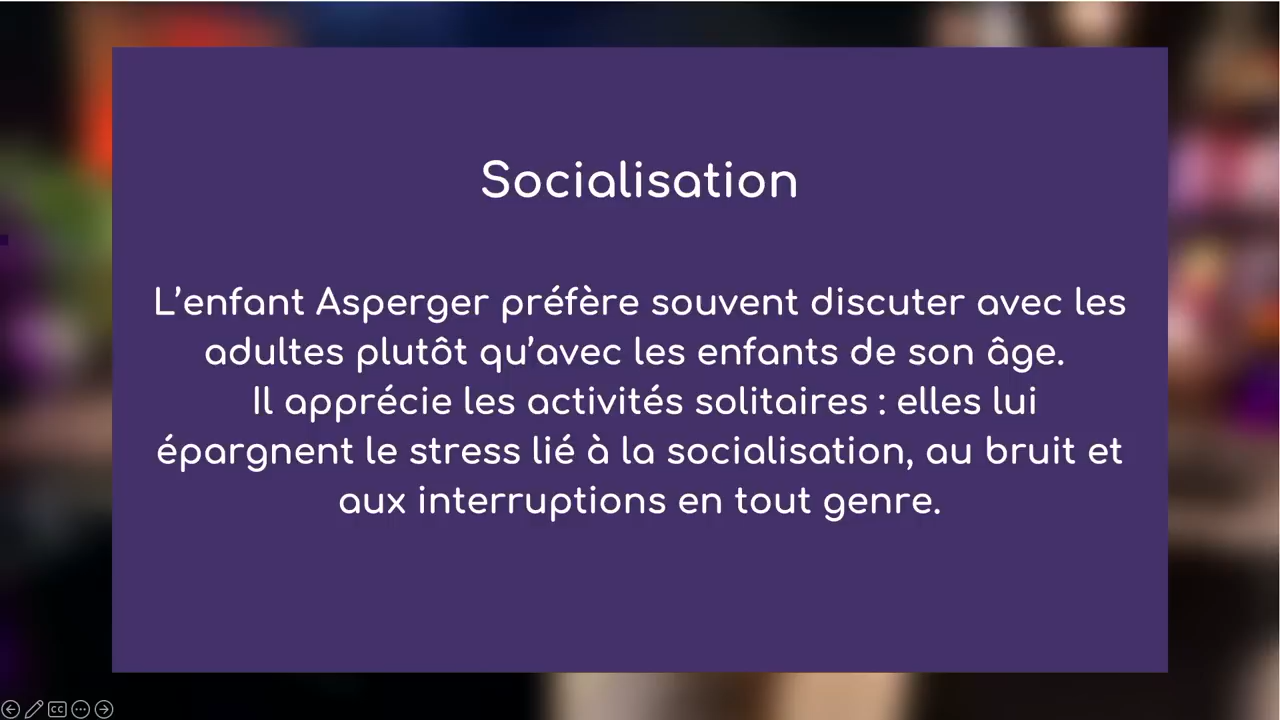 Socialisation
L’enfant Asperger préfère souvent discuter avec les
adultes plutôt qu’avec les enfants de son âge.
Il apprécie les activités solitaires : elles lui
épargnent le stress lié à la socialisation, au bruit et
aux interruptions en tout genre.
CC